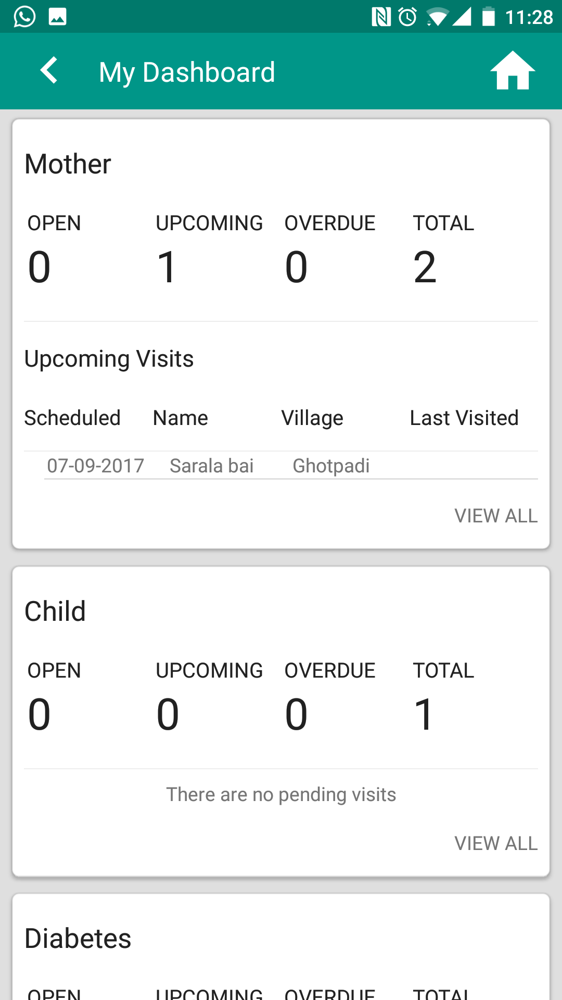 11:28
My Dashboard
Mother
OPEN UPCOMING OVERDUE TOTAL
0 1 0 2
Upcoming Visits
Scheduled Name Village Last Visited
07-09-2017 Sarala bai Ghotpadi
VIEW ALL
Child
OPEN UPCOMING OVERDUE TOTAL
0 0 0 1
There are no pending visits
VIEW ALL
Diabetes
OPEN UPCOMING OVERDUE TOTAL